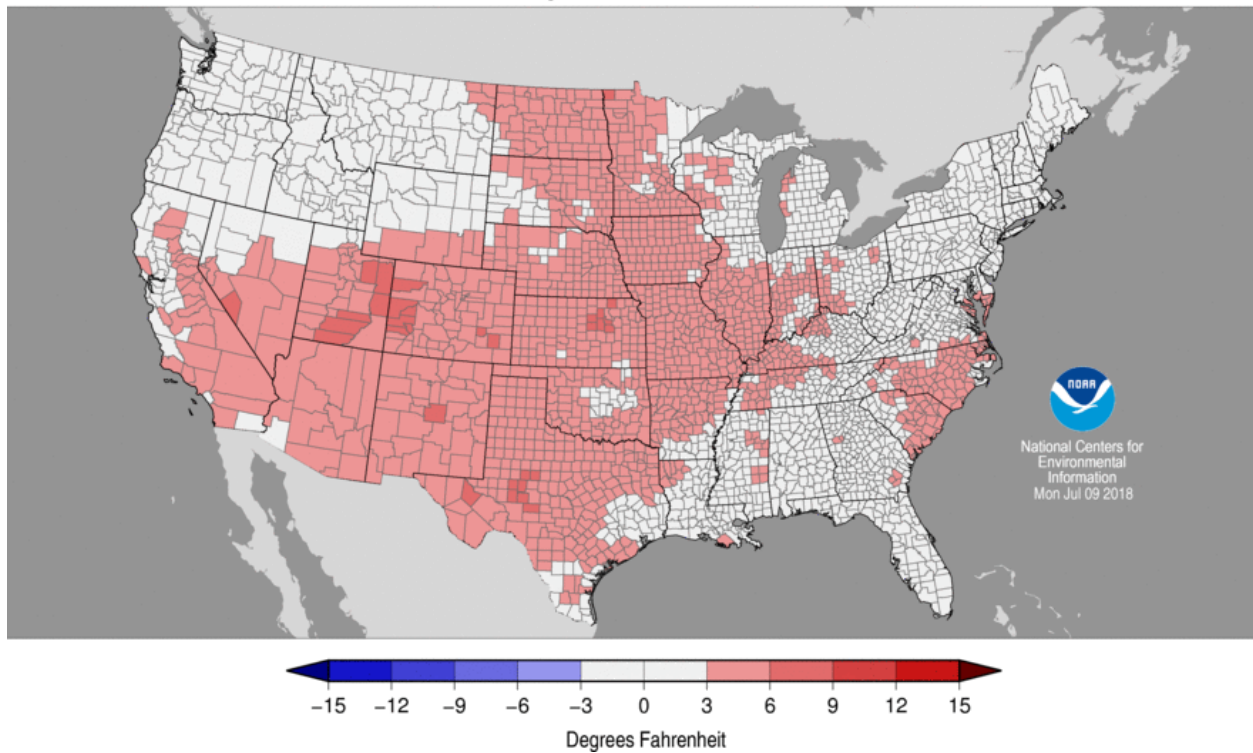 NOAA
National Centers for
Environmental
Information
Mon Jul 09 2018
−15 −12 −9 −6 −3 0 3 6 9 12 15
Degrees Fahrenheit